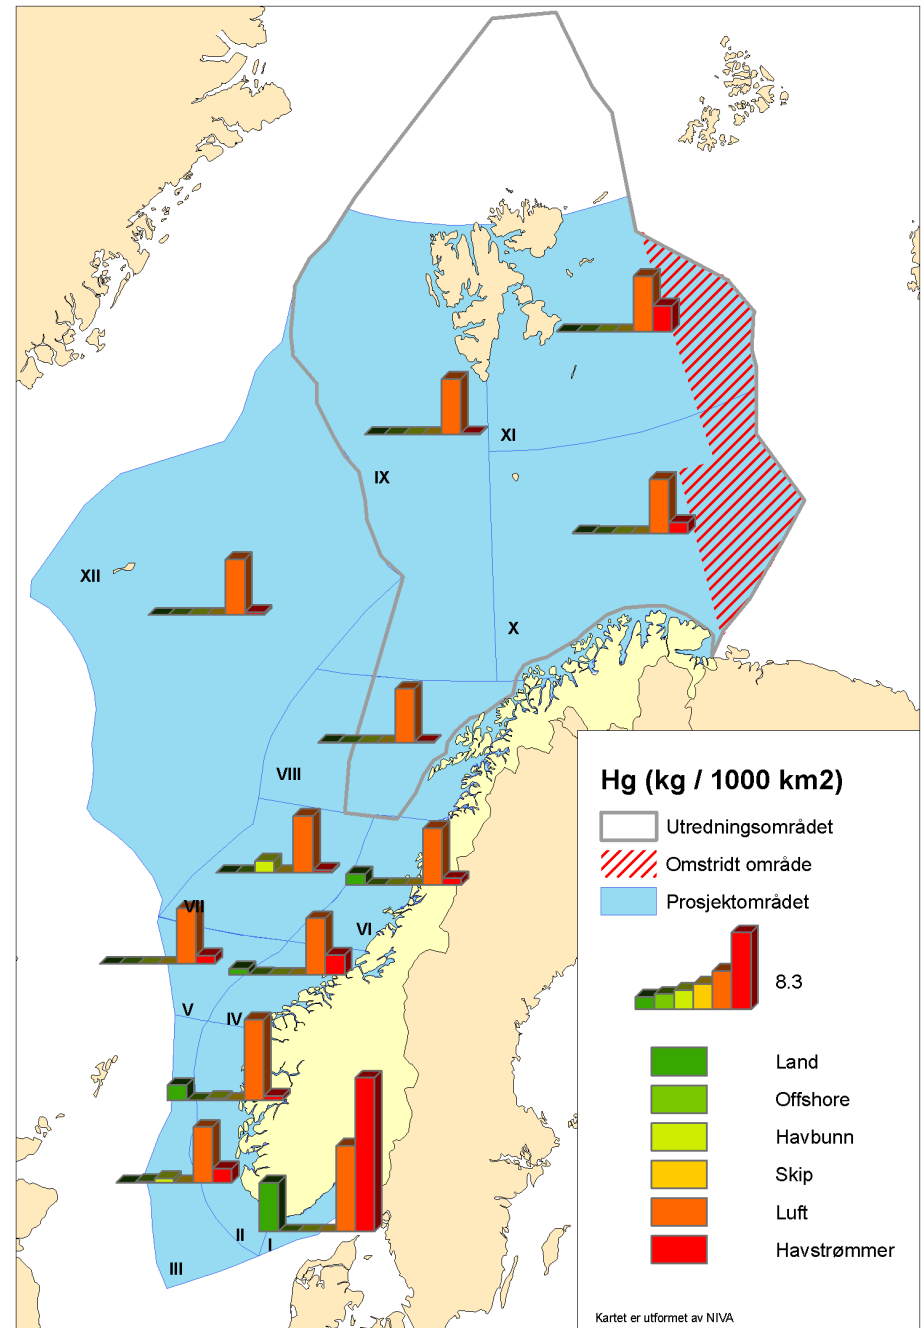 XI
IX
XII
X
VIII
VII
VI
V
IV
II
I
III
Hg (kg / 1000 km2)
Utredningsområdet
Omstridt område
Prosjektområdet
8.3
Land
Offshore
Havbunn
Skip
Luft
Havstrømmer
Kartet er utformet av NIVA